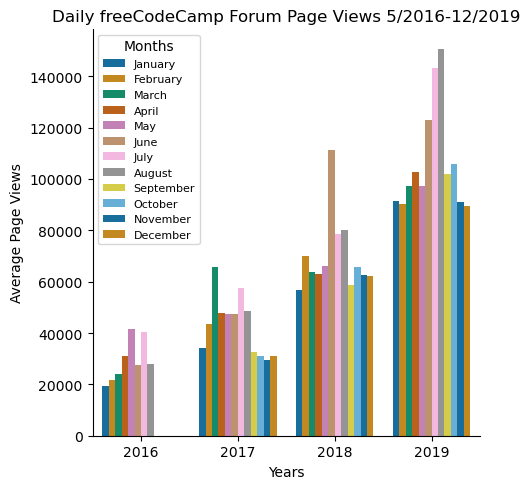 Daily freeCodeCamp Forum Page Views 5/2016-12/2019
Months
January
February
March
April
May
June
July
August
September
October
November
December
Average Page Views
140000
120000
100000
80000
60000
40000
20000
0
2016 2017 2018 2019
Years